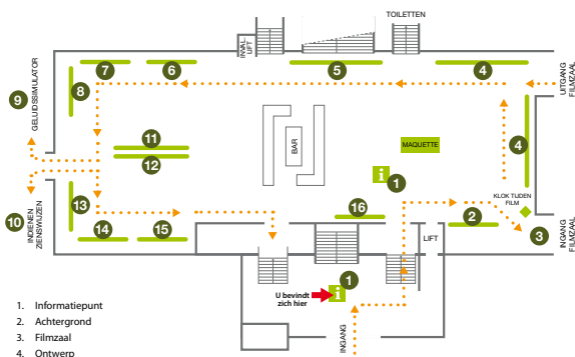 TOILETTEN
INVAL.
LIFT
7
6
5
4
UITGANG
FILMZAAL
8
9
GELUIDSSIMULATOR
11
12
BAR
MAQUETTE
4
i
1
10
INDIENEN
ZIENSWIJZEN
13
14
15
16
KLOK TIJDEN
FILM
2
3
INGANG
FILMZAAL
LIFT
1
U bevindt
zich hier
i
INGANG
1. Informatiepunt
2. Achtergrond
3. Filmzaal
4. Ontwerp